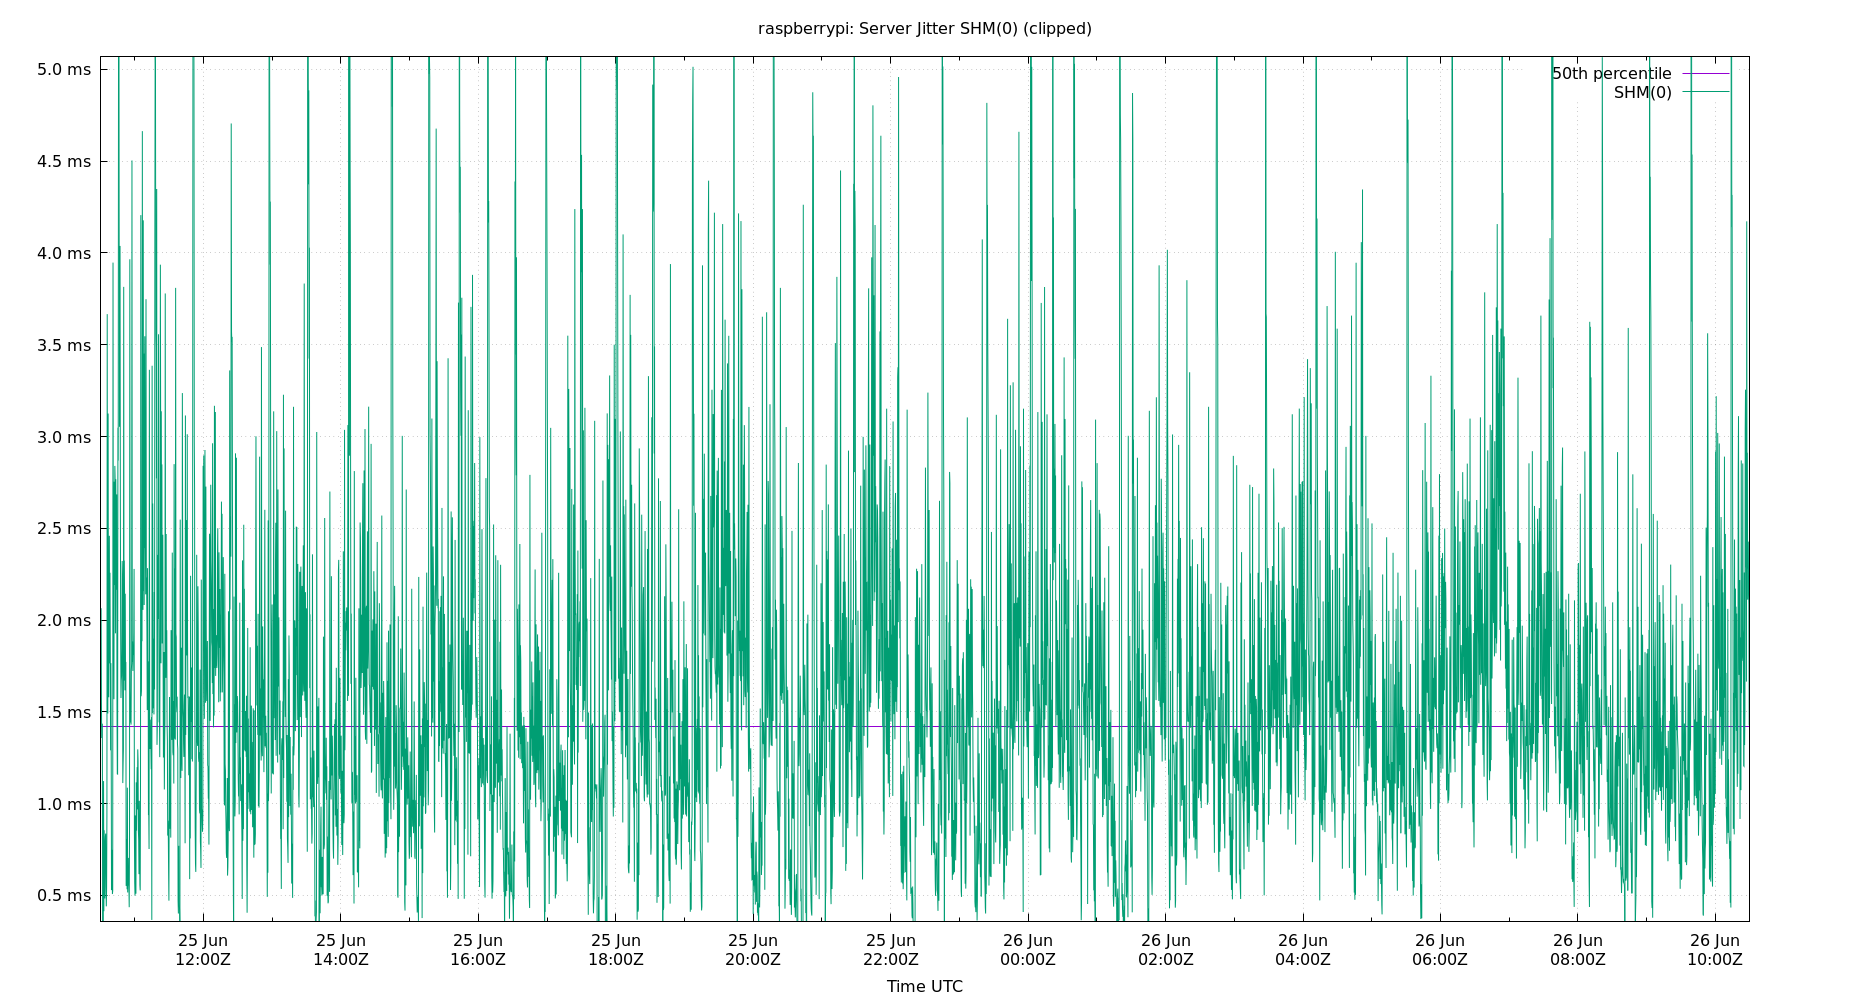 raspberrypi: Server Jitter SHM(0) (clipped)
50th percentile
SHM(0)
5.0 ms
4.5 ms
4.0 ms
3.5 ms
3.0 ms
2.5 ms
2.0 ms
1.5 ms
1.0 ms
0.5 ms
25 Jun 25 Jun 25 Jun 25 Jun 25 Jun 25 Jun 26 Jun 26 Jun 26 Jun 26 Jun 26 Jun 26 Jun
12:00Z 14:00Z 16:00Z 18:00Z 20:00Z 22:00Z 00:00Z 02:00Z 04:00Z 06:00Z 08:00Z 10:00Z
Time UTC